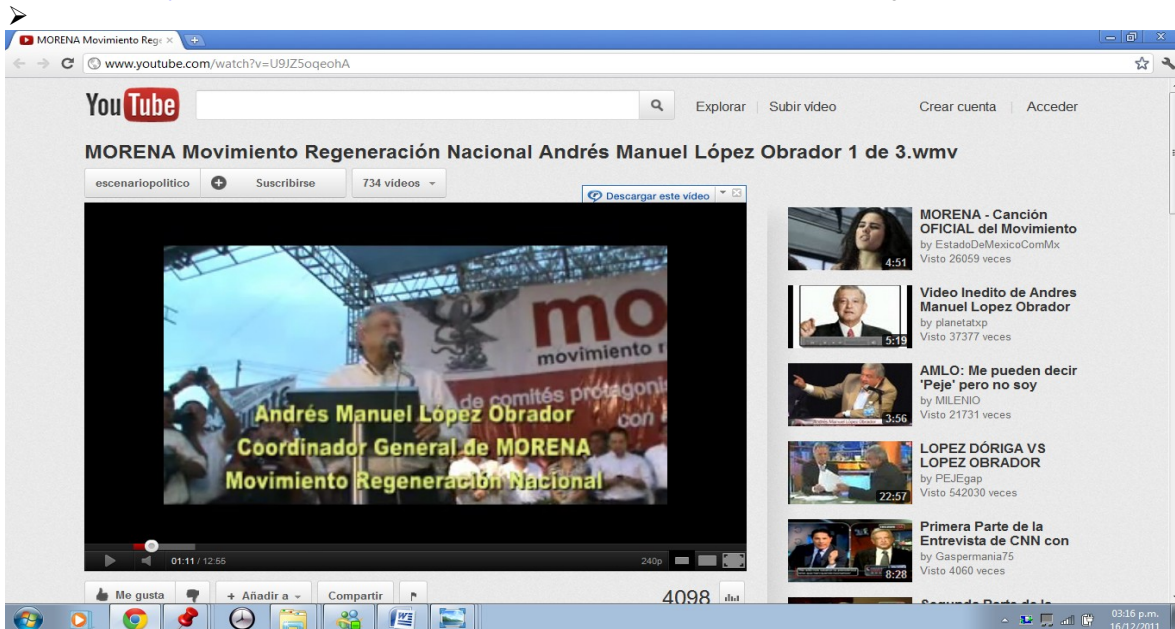 MORENA Movimiento Rege
www.youtube.com/watch?v=U9JZ5oqeohA
YouTube
Explorar | Subir video
Crear cuenta | Acceder
MORENA Movimiento Regeneración Nacional Andrés Manuel López Obrador 1 de 3.wmv
escenariopolitico
Suscribirse
734 videos
Descargar este vídeo
mo
movimiento r
de comités protagoni
con
Andrés Manuel López Obrador
Coordinador General de MORENA
Movimiento Regeneración Nacional
01:11 / 12:55
240p
Me gusta
+ Añadir a
Compartir
4098
MORENA - Canción
OFICIAL del Movimiento
by EstadoDeMexicoComMx
Visto 26059 veces
4:51
Video Inedito de Andres
Manuel Lopez Obrador
by planetatxp
Visto 37377 veces
5:19
AMLO: Me pueden decir
'Peje' pero no soy
by MILENIO
Visto 21731 veces
3:56
LOPEZ DÓRIGA VS
LOPEZ OBRADOR
by PEJEgap
Visto 542030 veces
22:57
Primera Parte de la
Entrevista de CNN con
by Gaspermania75
Visto 4060 veces
8:28
03:16 p.m.
16/12/2011